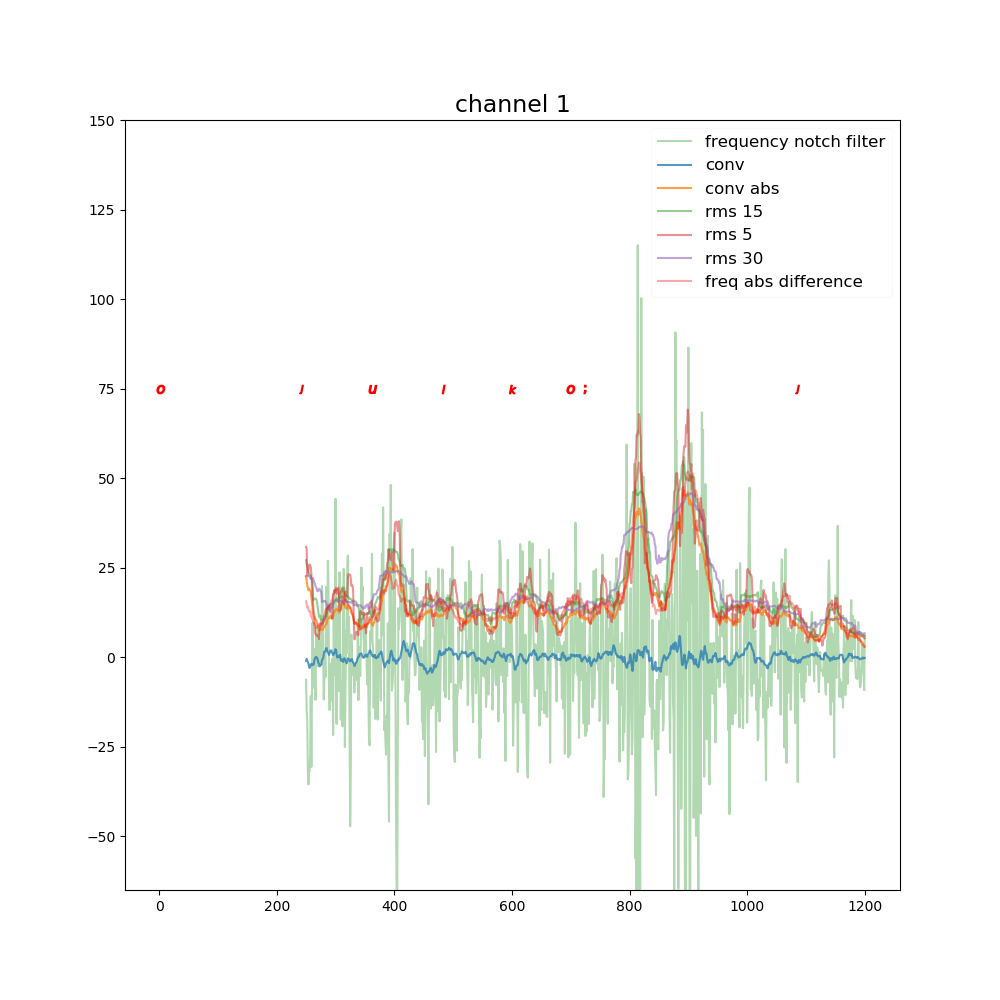 channel 1
150
frequency notch filter
conv
125
conv abs
rms 15
rms 5
rms 30
100
freq abs difference
75
o j u l k o ; j
50
25
0
−25
−50
0 200 400 600 800 1000 1200